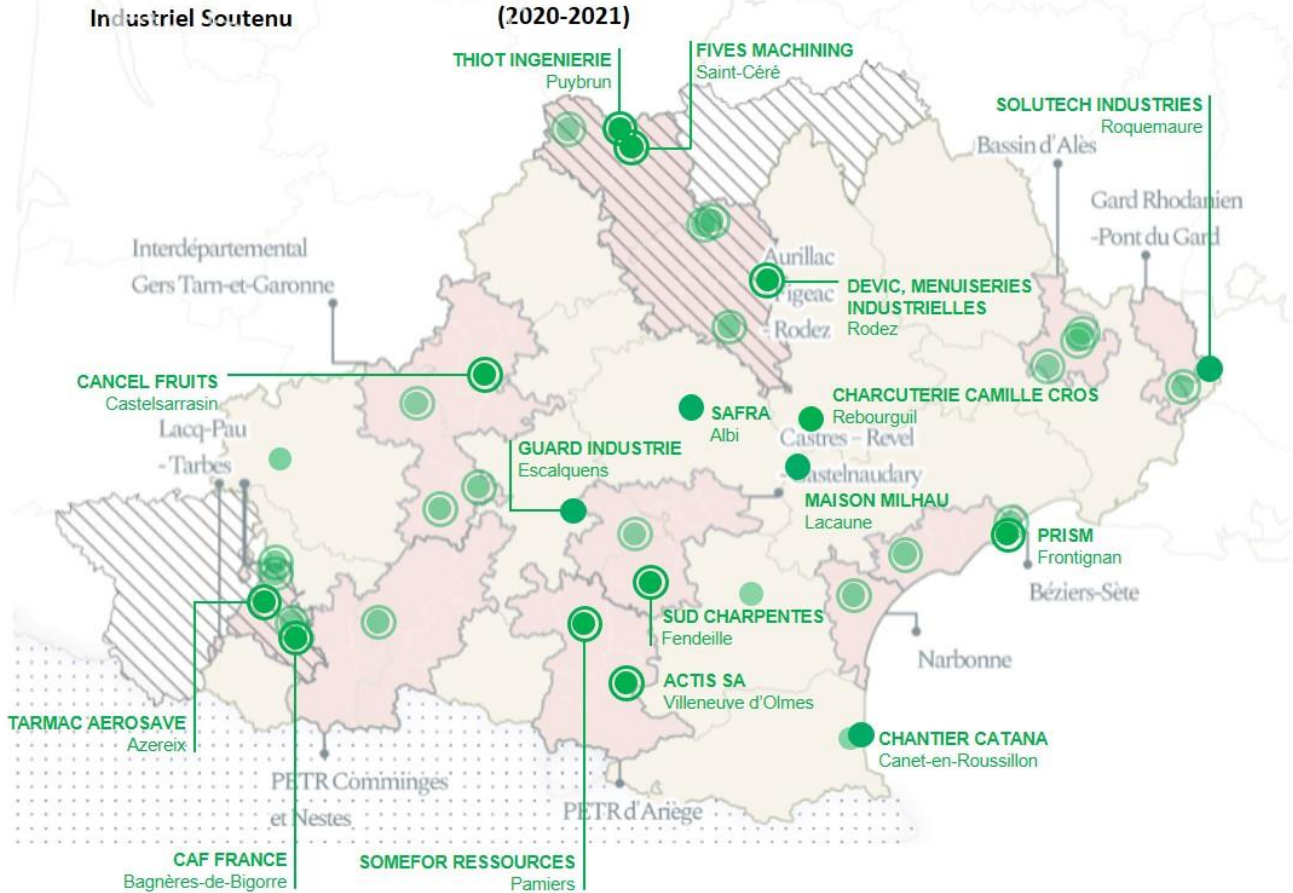 Industriel Soutenu
(2020-2021)
THIOT INGENIERIE
Puybrun
FIVES MACHINING
Saint-Céré
SOLUTECH INDUSTRIES
Roquemaure
Bassin d'Alès
Gard Rhodanien
-Pont du Gard
Interdépartemental
Gers Tarn-et-Garonne
Aurillac
Figeac
- Rodez
DEVIC, MENUISERIES
INDUSTRIELLES
Rodez
CANCEL FRUITS
Castelsarrasin
Lacq-Pau
- Tarbes
SAFRA
Albi
CHARCUTERIE CAMILLE CROS
Rebourguil
Castres – Revel
- Castelnaudary
GUARD INDUSTRIE
Escalquens
MAISON MILHAU
Lacaune
PRISM
Frontignan
Béziers-Sète
SUD CHARPENTES
Fendeille
Narbonne
ACTIS SA
Villeneuve d'Olmes
TARMAC AEROSAVE
Azereix
CHANTIER CATANA
Canet-en-Roussillon
PETR Comminges
et Nestes
PETR d'Ariège
CAF FRANCE
Bagnères-de-Bigorre
SOMEFOR RESSOURCES
Pamiers